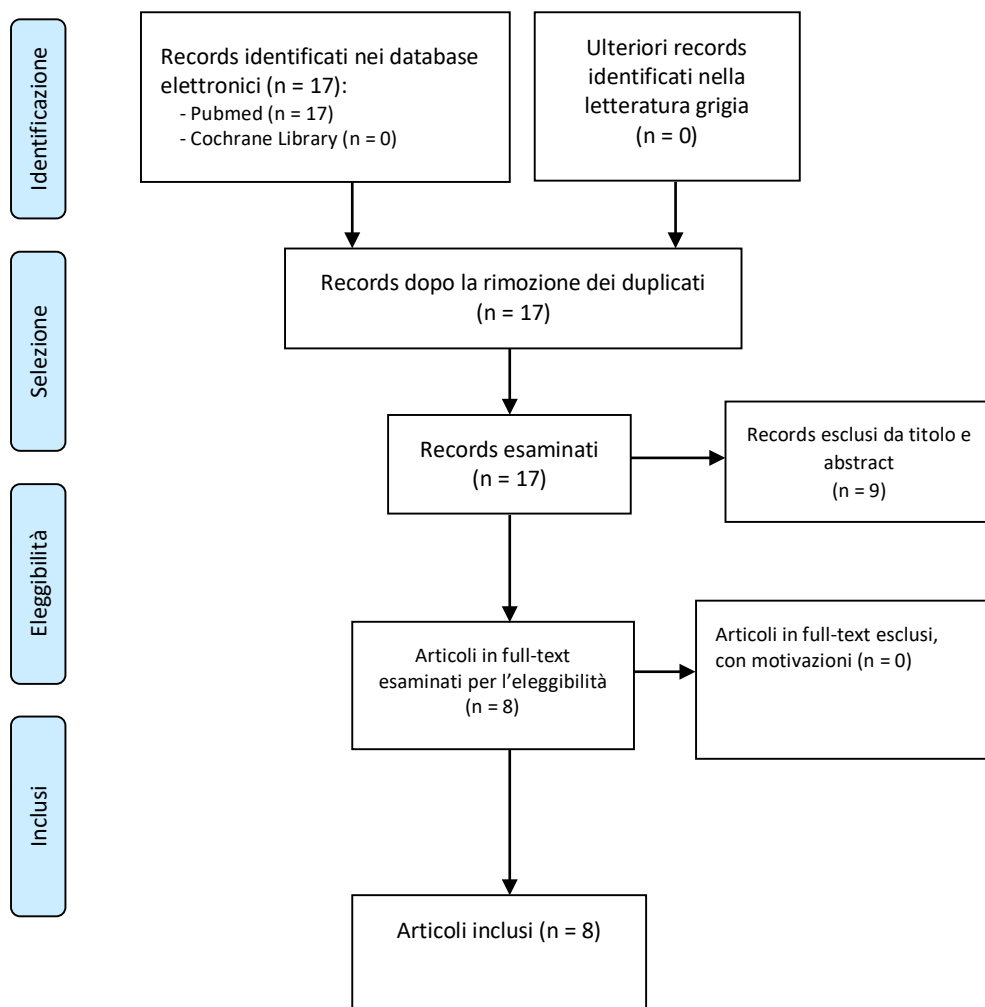 Identificazione
Records identificati nei database
elettronici (n = 17):
- Pubmed (n = 17)
- Cochrane Library (n = 0)
Ulteriori records
identificati nella
letteratura grigia
(n = 0)
Selezione
Records dopo la rimozione dei duplicati
(n = 17)
Records esaminati
(n = 17)
Records esclusi da titolo e
abstract
(n = 9)
Eleggibilità
Articoli in full-text
esaminati per l’eleggibilità
(n = 8)
Articoli in full-text esclusi,
con motivazioni (n = 0)
Inclusi
Articoli inclusi (n = 8)